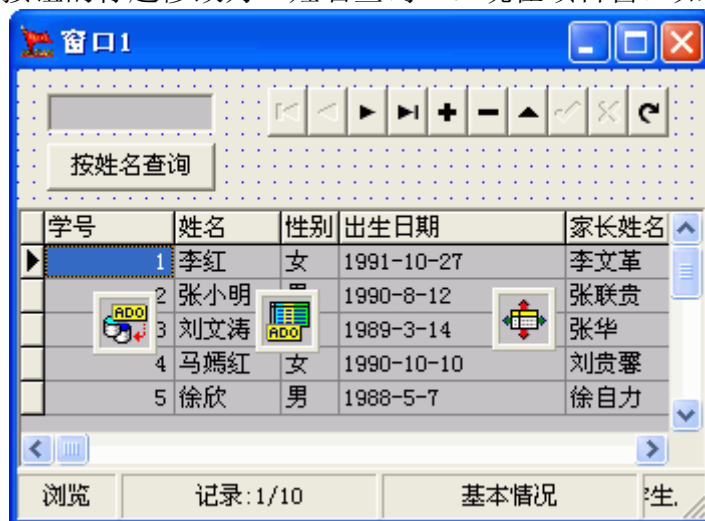 窗口1
按姓名查询
学号 姓名 性别 出生日期 家长姓名
1 李红 女 1991-10-27 李文革
2 张小明 1990-8-12 张联贵
3 刘文涛 1989-3-14 张华
4 马嫣红 女 1990-10-10 刘贵馨
5 徐欣 男 1988-5-7 徐自力
ADO
ADO
浏览 记录:1/10 基本情况 生.